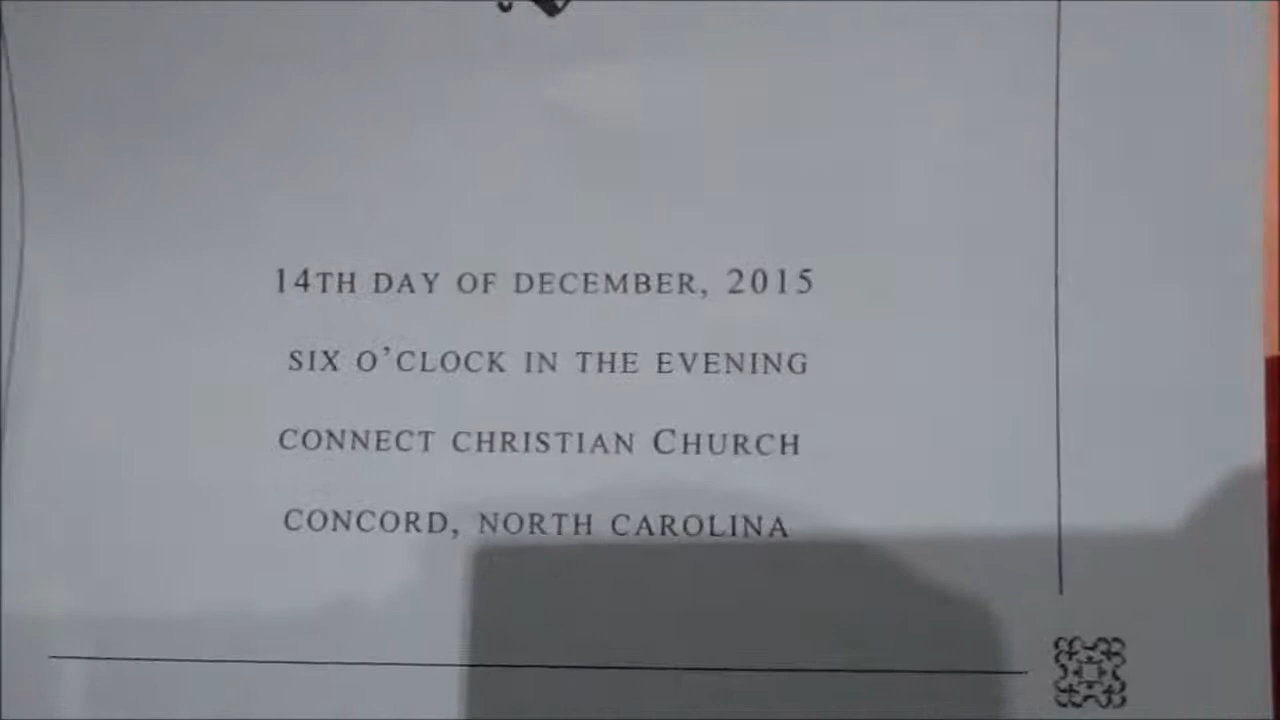 14TH DAY OF DECEMBER, 2015
SIX O'CLOCK IN THE EVENING
CONNECT CHRISTIAN CHURCH
CONCORD, NORTH CAROLINA